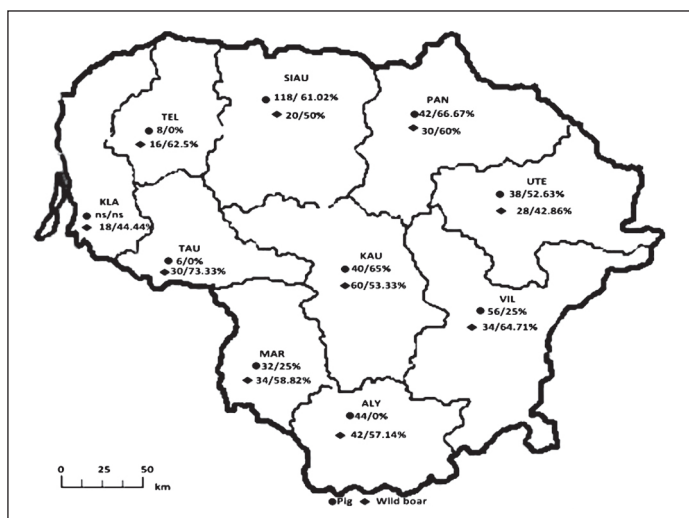 SIAU
118/ 61.02%
20/50%
PAN
42/66.67%
30/60%
TEL
8/0%
16/62.5%
UTE
38/52.63%
28/42.86%
KLA
ns/ns
18/44.44%
TAU
6/0%
30/73.33%
KAU
40/65%
60/53.33%
VIL
56/25%
34/64.71%
MAR
32/25%
34/58.82%
ALY
44/0%
42/57.14%
0 25 50
km
Pig Wild boar